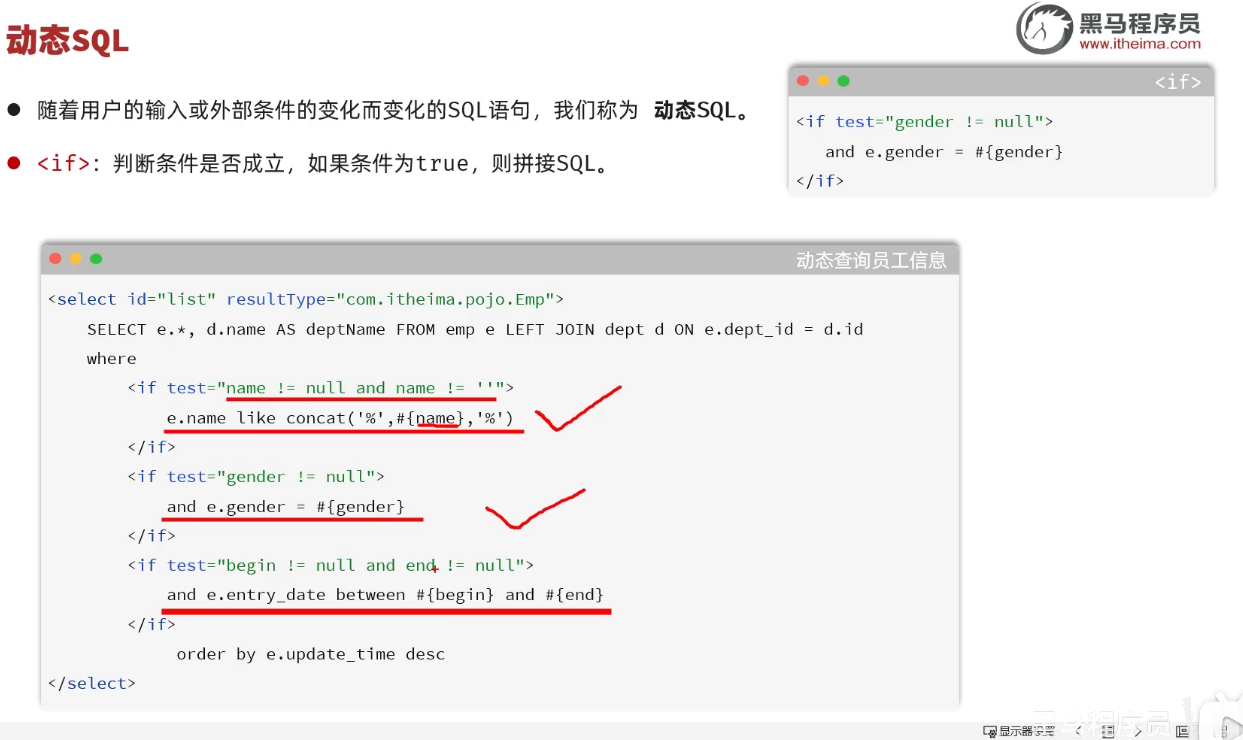 动态SQL
黑马程序员
www.itheima.com
● 随着用户的输入或外部条件的变化而变化的SQL语句，我们称为 动态SQL。
● <if>：判断条件是否成立，如果条件为true，则拼接SQL。
<if>
<if test="gender != null">
and e.gender = #{gender}
</if>
动态查询员工信息
<select id="list" resultType="com.itheima.pojo.Emp">
SELECT e.*, d.name AS deptName FROM emp e LEFT JOIN dept d ON e.dept_id = d.id
where
<if test="name != null and name != ''">
e.name like concat('%',#{name},'%')
</if>
<if test="gender != null">
and e.gender = #{gender}
</if>
<if test="begin != null and end != null">
and e.entry_date between #{begin} and #{end}
</if>
order by e.update_time desc
</select>
显示器设置
黑马程序员